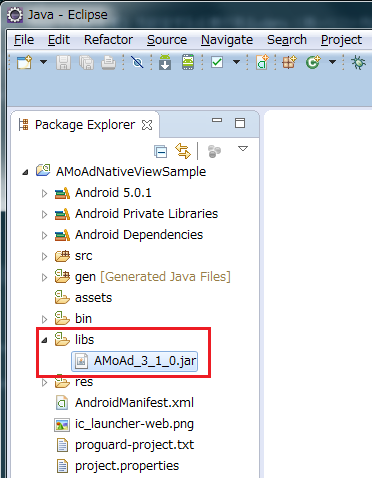 Java - Eclipse
File Edit Refactor Source Navigate Search Project
Package Explorer
AMoAdNativeViewSample
Android 5.0.1
Android Private Libraries
Android Dependencies
src
gen [Generated Java Files]
assets
bin
libs
AMoAd_3_1_0.jar
res
AndroidManifest.xml
ic_launcher-web.png
proguard-project.txt
project.properties